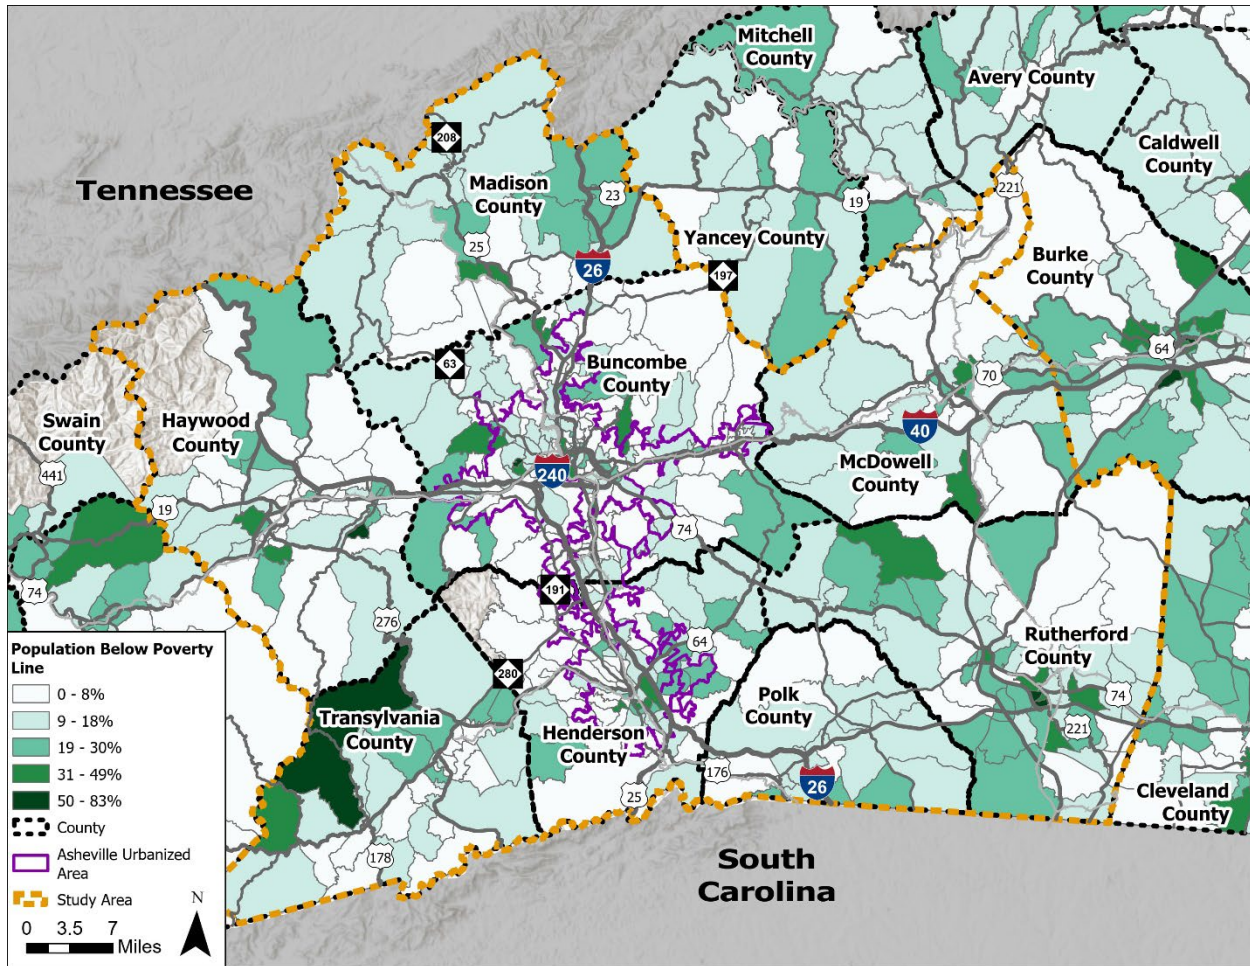 Mitchell
County
Avery County
Caldwell
County
208
Tennessee
Madison
County
23
221
19
25
Yancey County
Burke
County
26
197
64
63
Buncombe
County
70
Swain
County
Haywood
County
40
441
240
McDowell
County
19
74
74
191
276
64
Rutherford
County
280
Polk
County
74
Transylvania
County
Henderson
County
221
176
26
25
Cleveland
County
178
South
Carolina
Population Below Poverty
Line
0 - 8%
9 - 18%
19 - 30%
31 - 49%
50 - 83%
County
Asheville Urbanized
Area
Study Area
N
0 3.5 7
Miles